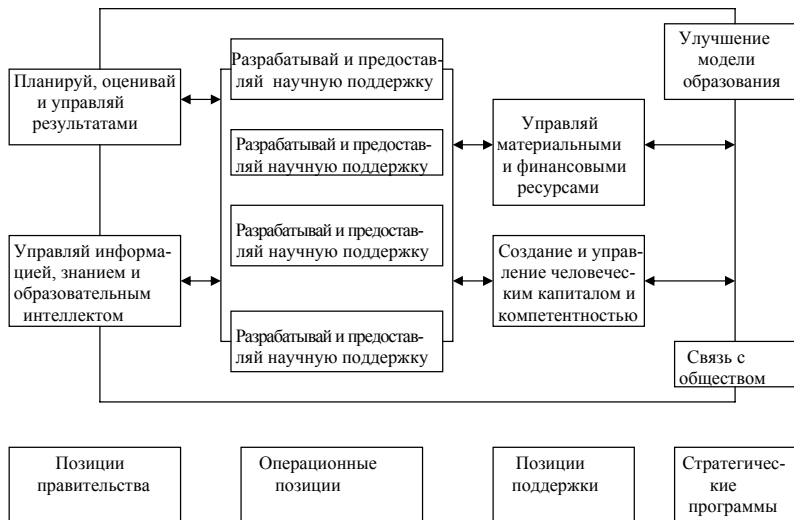 Улучшение
модели
образования
Планируй, оценивай
и управляй
результатами
Разрабатывай и предостав-
ляй научную поддержку
Разрабатывай и предостав-
ляй научную поддержку
Управляй
материальными
и финансовыми
ресурсами
Управляй информа-
цией, знанием и
образовательным
интеллектом
Разрабатывай и предостав-
ляй научную поддержку
Разрабатывай и предостав-
ляй научную поддержку
Создание и управ-
ление человечес-
ким капиталом и
компетентностью
Связь с
обществом
Позиции
правительства
Операционные
позиции
Позиции
поддержки
Стратегичес-
кие
программы